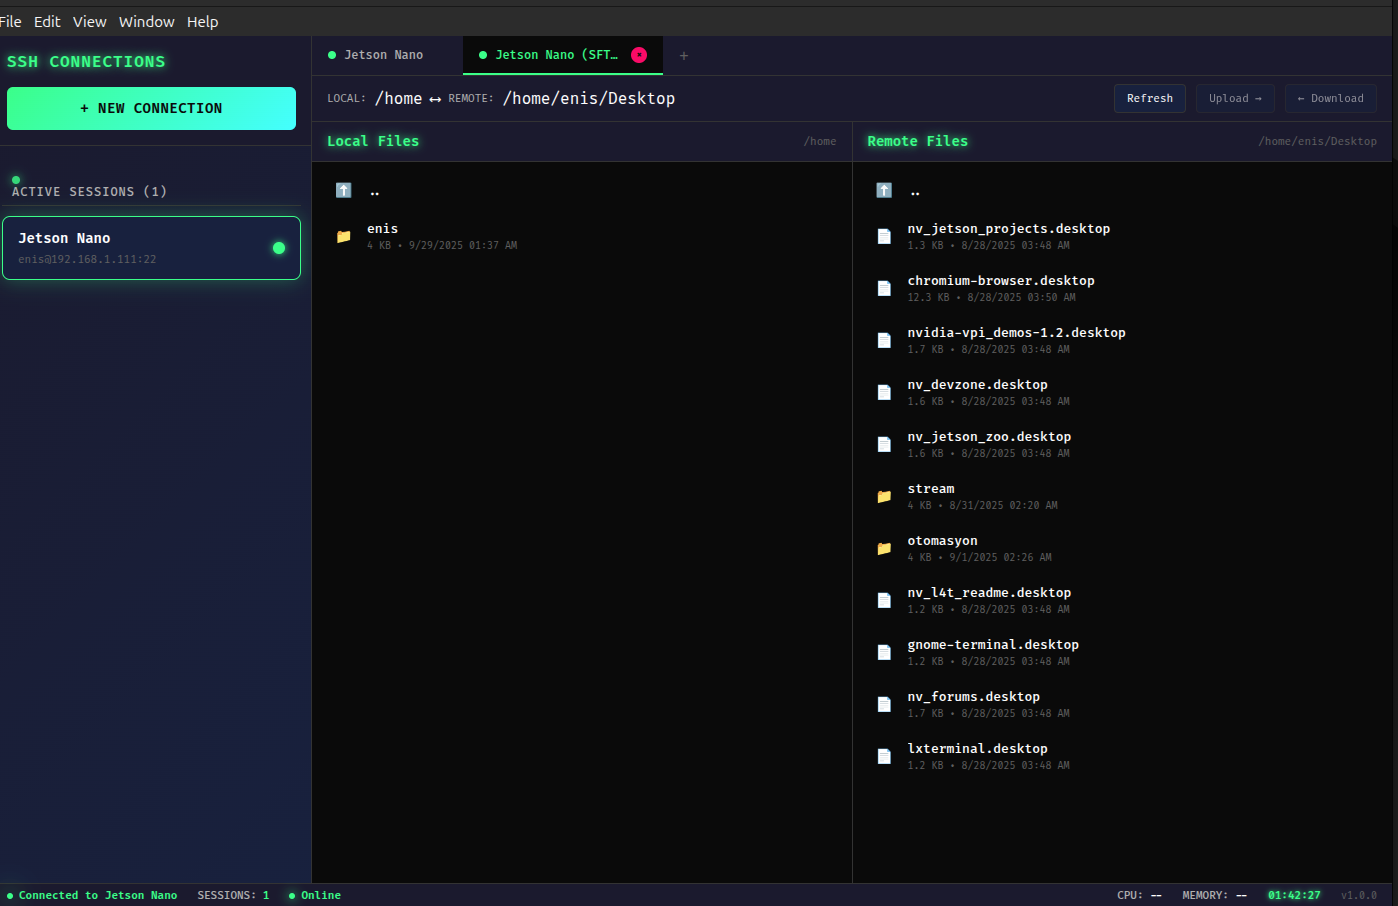 File Edit View Window Help
SSH CONNECTIONS
+ NEW CONNECTION
ACTIVE SESSIONS (1)
Jetson Nano
enis@192.168.1.111:22
Jetson Nano
Jetson Nano (SFT…
×
+
LOCAL: /home ↔ REMOTE: /home/enis/Desktop
Refresh
Upload →
← Download
Local Files
/home
..
enis
4 KB • 9/29/2025 01:37 AM
Remote Files
/home/enis/Desktop
..
nv_jetson_projects.desktop
1.3 KB • 8/28/2025 03:48 AM
chromium-browser.desktop
12.3 KB • 8/28/2025 03:50 AM
nvidia-vpi_demos-1.2.desktop
1.7 KB • 8/28/2025 03:48 AM
nv_devzone.desktop
1.6 KB • 8/28/2025 03:48 AM
nv_jetson_zoo.desktop
1.6 KB • 8/28/2025 03:48 AM
stream
4 KB • 8/31/2025 02:20 AM
otomasyon
4 KB • 9/1/2025 02:26 AM
nv_l4t_readme.desktop
1.2 KB • 8/28/2025 03:48 AM
gnome-terminal.desktop
1.2 KB • 8/28/2025 03:48 AM
nv_forums.desktop
1.7 KB • 8/28/2025 03:48 AM
lxterminal.desktop
1.2 KB • 8/28/2025 03:48 AM
Connected to Jetson Nano
SESSIONS: 1
Online
CPU: --
MEMORY: --
01:42:27
v1.0.0